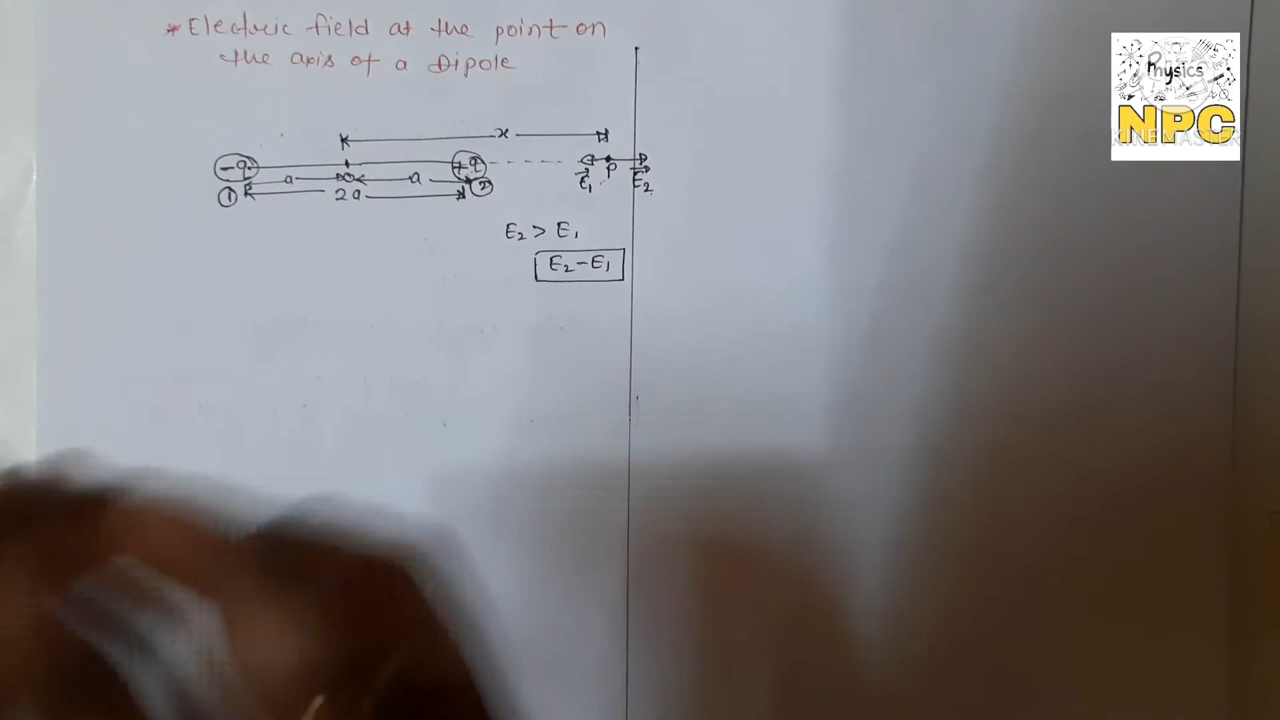 * Electric field at the point on
the axis of a Dipole
x
-q +q
a a
① 2a ②
O
P
E₁ E₂
E₂ > E₁
E₂ - E₁
Physics
NPC
KINEMASTER